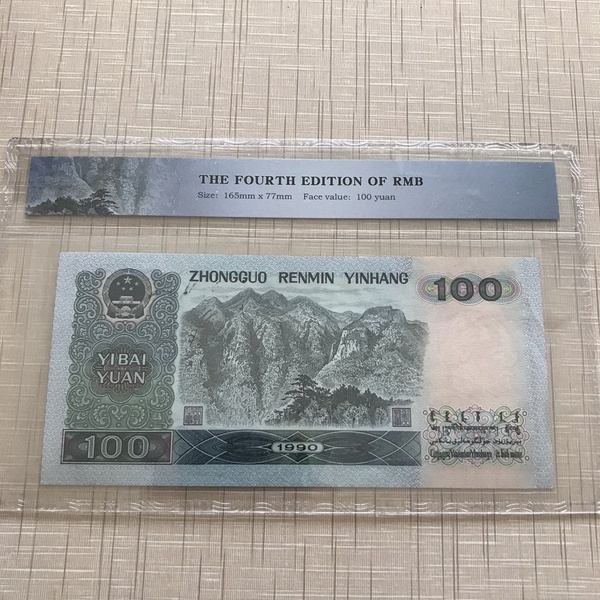 THE FOURTH EDITION OF RMB
Size: 165mm x 77mm Face value: 100 yuan
ZHONGGUO RENMIN YINHANG
100
YIBAI
YUAN
100
1990